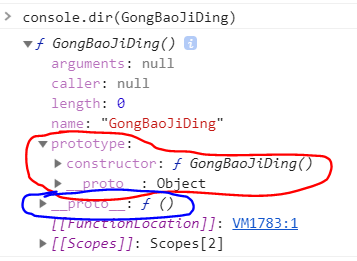 > console.dir(GongBaoJiDing)
▼ ƒ GongBaoJiDing() i
arguments: null
caller: null
length: 0
name: "GongBaoJiDing"
▼ prototype:
▶ constructor: ƒ GongBaoJiDing()
▶ __proto__: Object
▶ __proto__: ƒ ()
[[FunctionLocation]]: VM1783:1
▶ [[Scopes]]: Scopes[2]